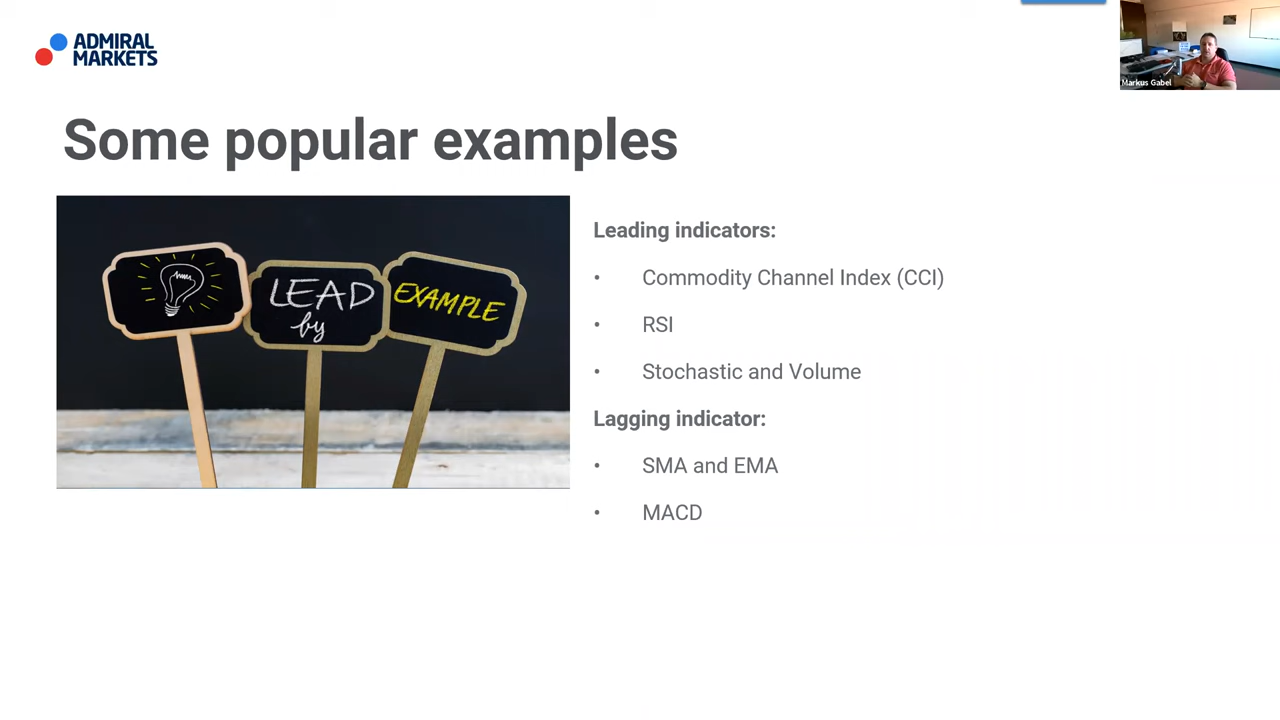 ADMIRAL
MARKETS
Markus Gabel
Some popular examples
LEAD
by
EXAMPLE
Leading indicators:
• Commodity Channel Index (CCI)
• RSI
• Stochastic and Volume
Lagging indicator:
• SMA and EMA
• MACD